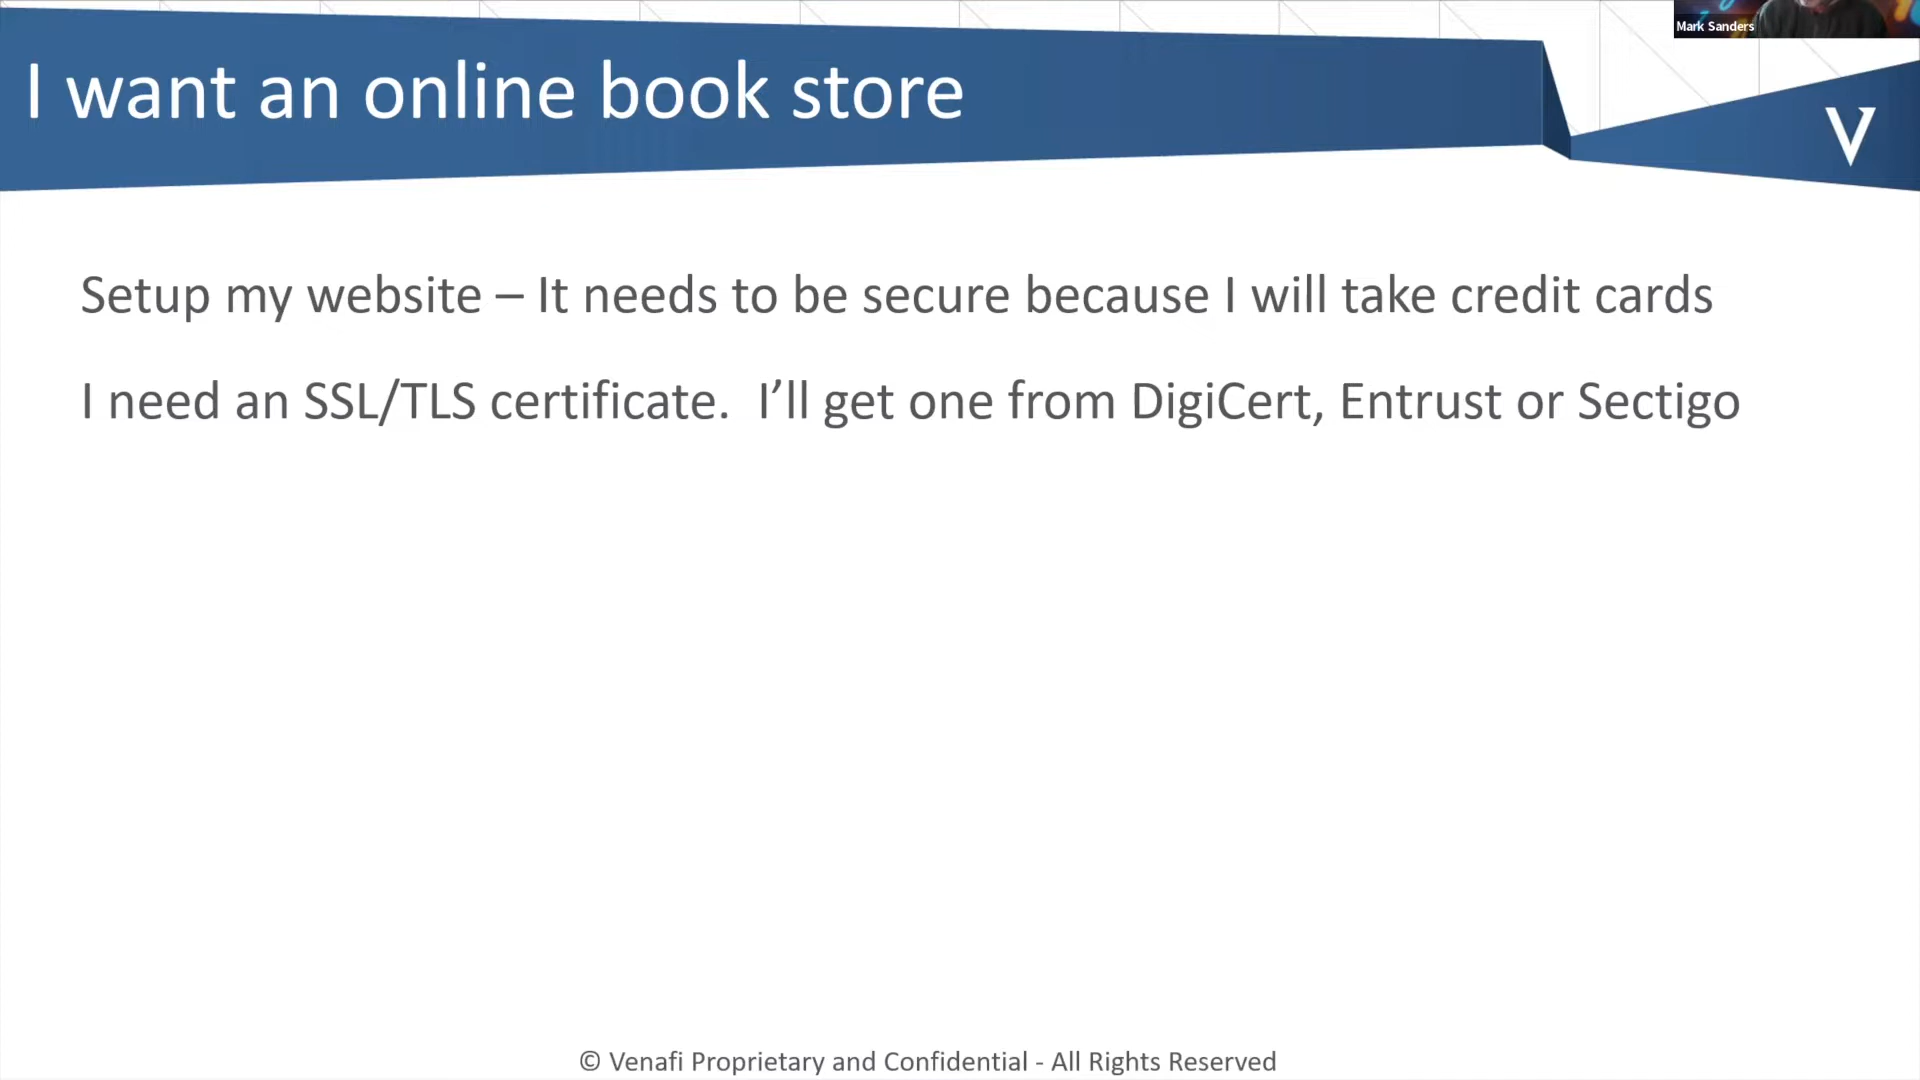 Mark Sanders
I want an online book store
V
Setup my website – It needs to be secure because I will take credit cards
I need an SSL/TLS certificate.  I’ll get one from DigiCert, Entrust or Sectigo
© Venafi Proprietary and Confidential - All Rights Reserved